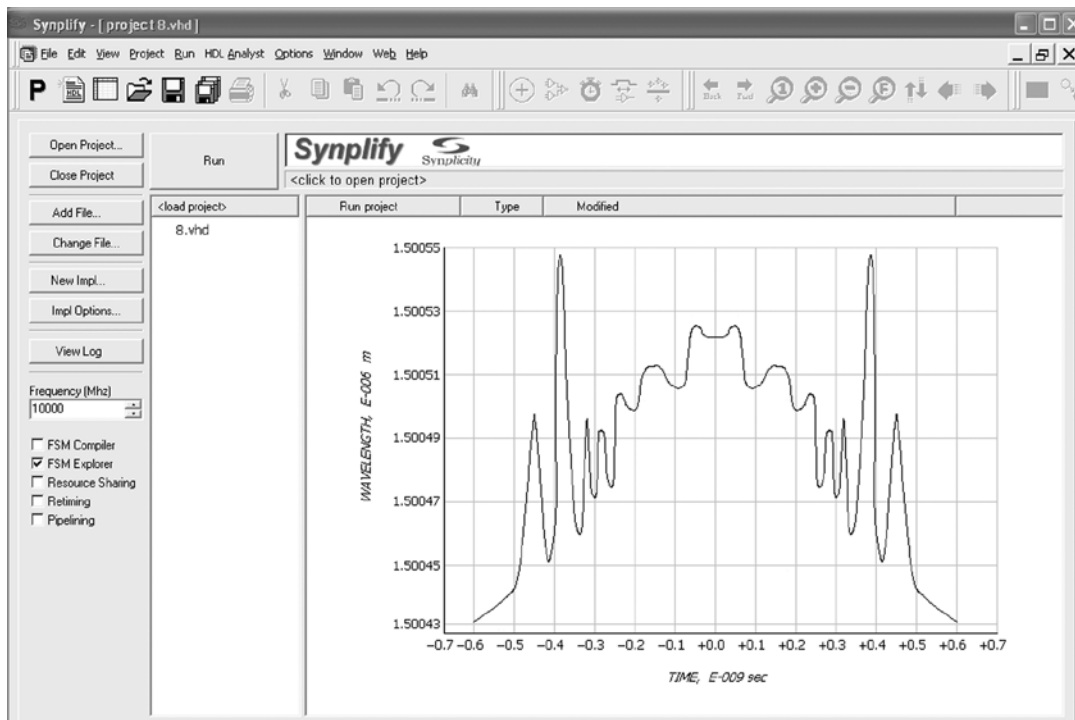 Synplify - [ project 8.vhd ]
File Edit View Project Run HDL Analyst Options Window Web Help
P HDL Back Fwd 1 F
Open Project...
Close Project
Run
Synplify Synplicity
<click to open project>
Add File...
Change File...
New Impl...
Impl Options...
View Log
Frequency (Mhz)
10000
FSM Compiler
FSM Explorer
Resource Sharing
Retiming
Pipelining
<load project>
8.vhd
Run project Type Modified
WAVELENGTH, E-006 m
1.50055
1.50053
1.50051
1.50049
1.50047
1.50045
1.50043
-0.7 -0.6 -0.5 -0.4 -0.3 -0.2 -0.1 +0.0 +0.1 +0.2 +0.3 +0.4 +0.5 +0.6 +0.7
TIME, E-009 sec